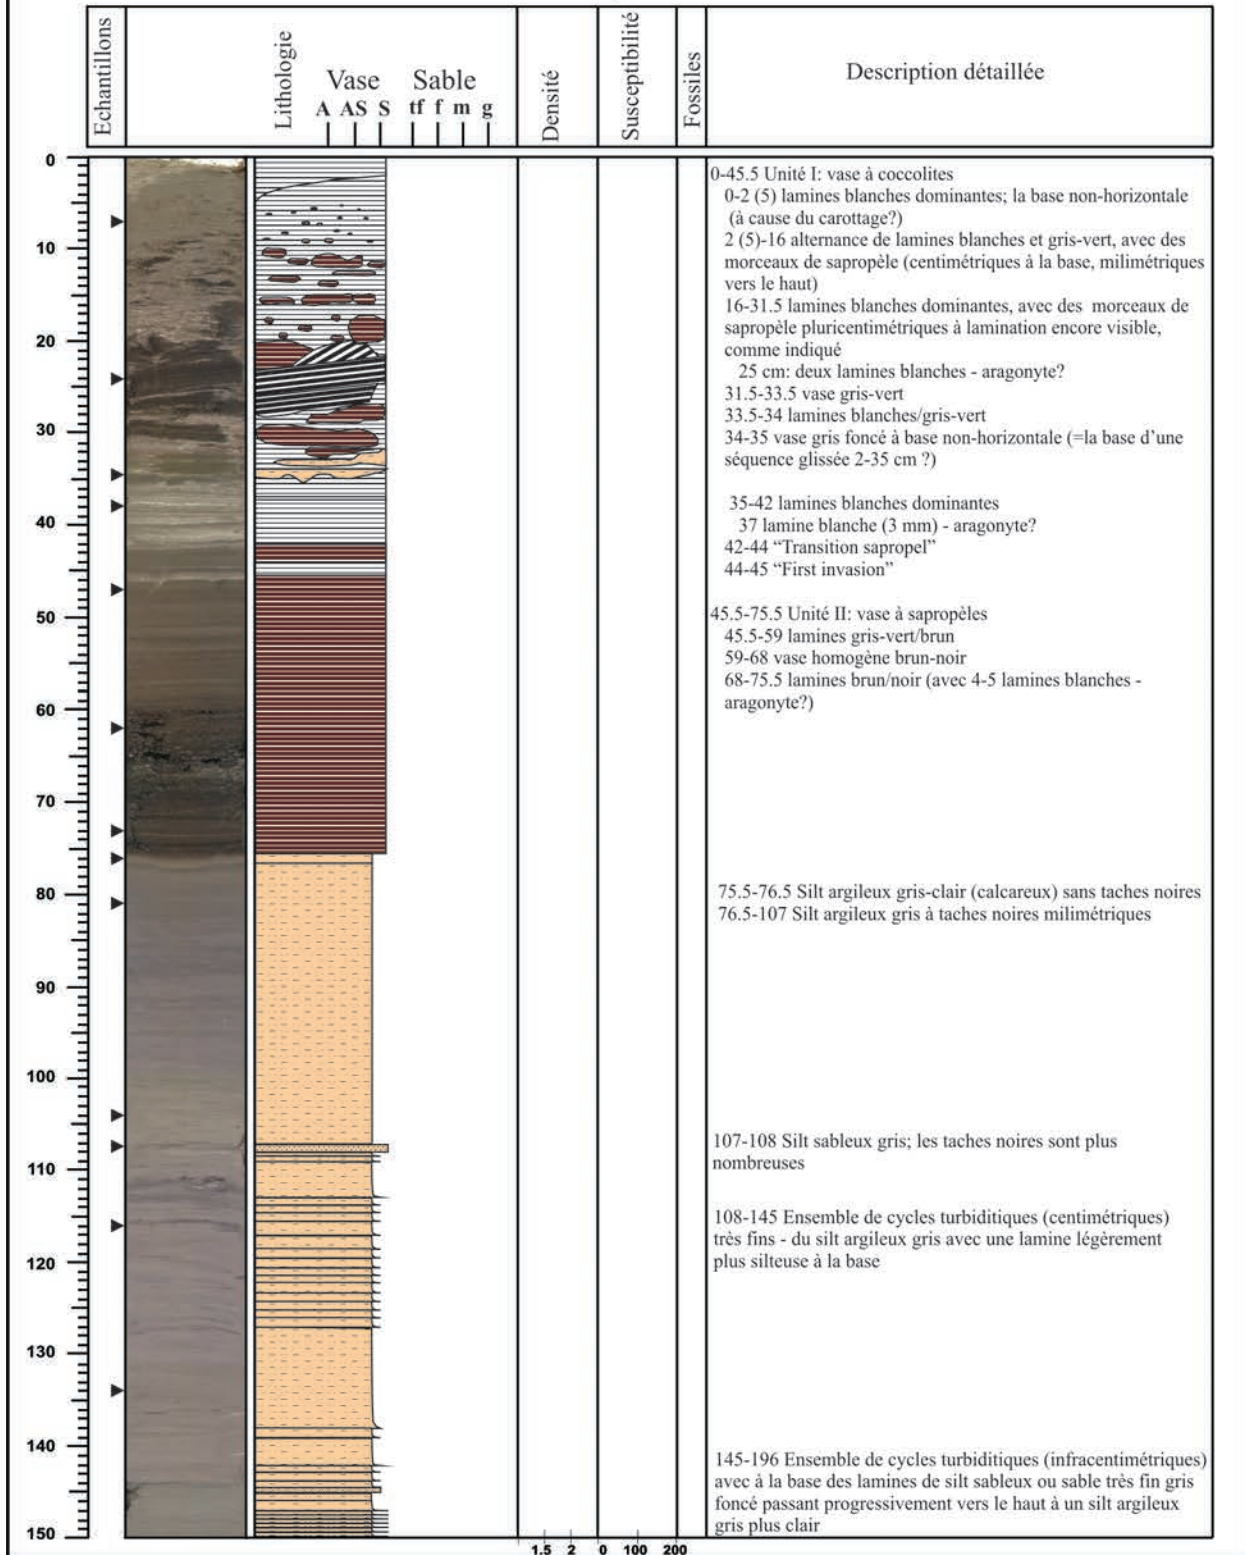 Echantillons
Lithologie
Vase
Sable
A AS S tf f m g
Densité
Susceptibilité
Fossiles
Description détaillée
0
10
20
30
40
50
60
70
80
90
100
110
120
130
140
150
0-45.5 Unité I: vase à coccolites
0-2 (5) lamines blanches dominantes; la base non-horizontale
(à cause du carottage?)
2 (5)-16 alternance de lamines blanches et gris-vert, avec des
morceaux de sapropèle (centimétriques à la base, milimétriques
vers le haut)
16-31.5 lamines blanches dominantes, avec des morceaux de
sapropèle pluricentimétriques à lamination encore visible,
comme indiqué
25 cm: deux lamines blanches - aragonyte?
31.5-33.5 vase gris-vert
33.5-34 lamines blanches/gris-vert
34-35 vase gris foncé à base non-horizontale (=la base d'une
séquence glissée 2-35 cm ?)
35-42 lamines blanches dominantes
37 lamine blanche (3 mm) - aragonyte?
42-44 “Transition sapropel”
44-45 “First invasion”
45.5-75.5 Unité II: vase à sapropèles
45.5-59 lamines gris-vert/brun
59-68 vase homogène brun-noir
68-75.5 lamines brun/noir (avec 4-5 lamines blanches -
aragonyte?)
75.5-76.5 Silt argileux gris-clair (calcareux) sans taches noires
76.5-107 Silt argileux gris à taches noires milimétriques
107-108 Silt sableux gris; les taches noires sont plus
nombreuses
108-145 Ensemble de cycles turbiditiques (centimétriques)
très fins - du silt argileux gris avec une lamine légèrement
plus silteuse à la base
145-196 Ensemble de cycles turbiditiques (infracentimétriques)
avec à la base des lamines de silt sableux ou sable très fin gris
foncé passant progressivement vers le haut à un silt argileux
gris plus clair
1.5 2 0 100 200